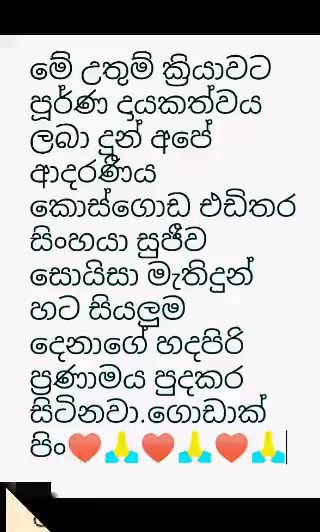 මේ උතුම් ක්‍රියාවට
පූර්ණ දයකත්වය
ලබා දුන් අපේ
ආදරණීය
කොස්ගොඩ එඩිතර
සිංහයා සුජීව
සොයිසා මැතිදුන්
හට සියලුම
දෙනාගේ හදපිරි
ප්‍රණාමය පුදකර
සිටිනවා.ගොඩාක්
පිං❤️🙏❤️🙏❤️🙏